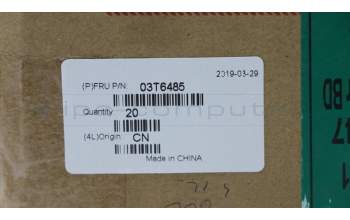 2019-03-29
(P)FRU P/N: 03T6485
Quantity 20
(4L)Origin: CN
Made in CHINA